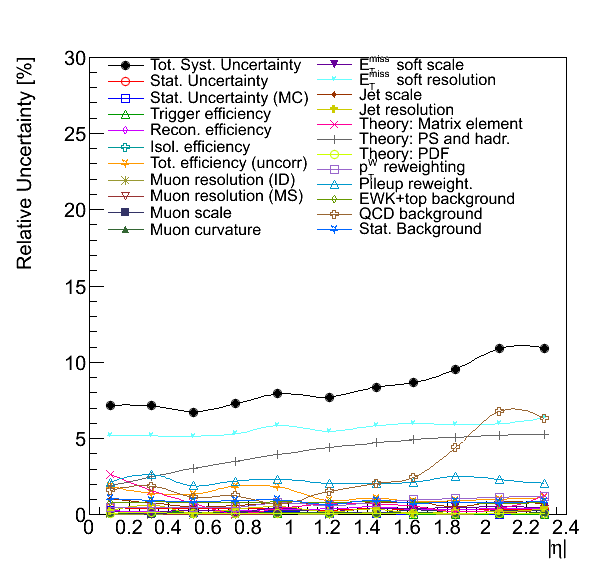 Relative Uncertainty [%]
30
25
20
15
10
5
0
Tot. Syst. Uncertainty
Stat. Uncertainty
Stat. Uncertainty (MC)
Trigger efficiency
Recon. efficiency
Isol. efficiency
Tot. efficiency (uncorr)
Muon resolution (ID)
Muon resolution (MS)
Muon scale
Muon curvature
E_T^miss soft scale
E_T^miss soft resolution
Jet scale
Jet resolution
Theory: Matrix element
Theory: PS and hadr.
Theory: PDF
p_T^W reweighting
Pileup reweight.
EWK+top background
QCD background
Stat. Background
0 0.2 0.4 0.6 0.8 1 1.2 1.4 1.6 1.8 2 2.2 2.4
|η|